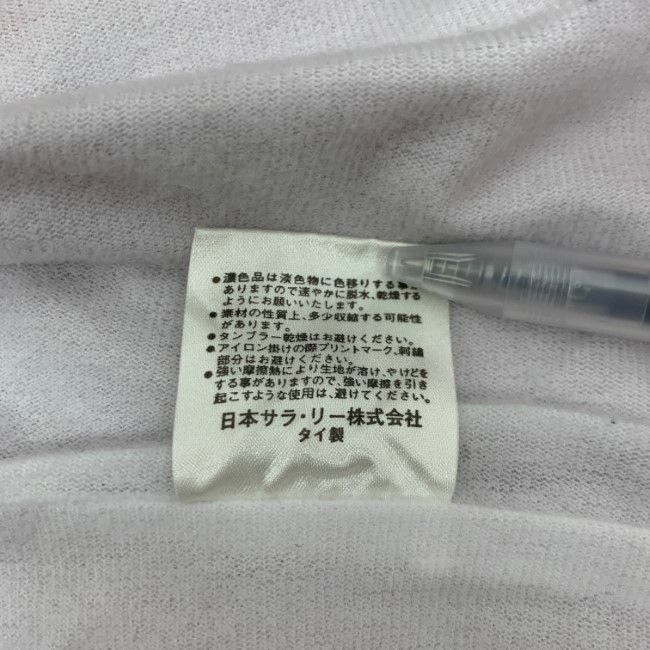 ●濃色品は淡色物に色移りする事が
ありますので速やかに脱水、乾燥する
ようにお願いいたします。
●素材の性質上、多少収縮する可能性
があります。
●タンブラー乾燥はお避けください。
●アイロン掛けの際プリントマーク、刺繍
部分はお避けください。
●強い摩擦熱により生地が溶け、やけどを
する事がありますので、強い摩擦を引き
起こすような使用は、避けてください。
日本サラ・リー株式会社
タイ製